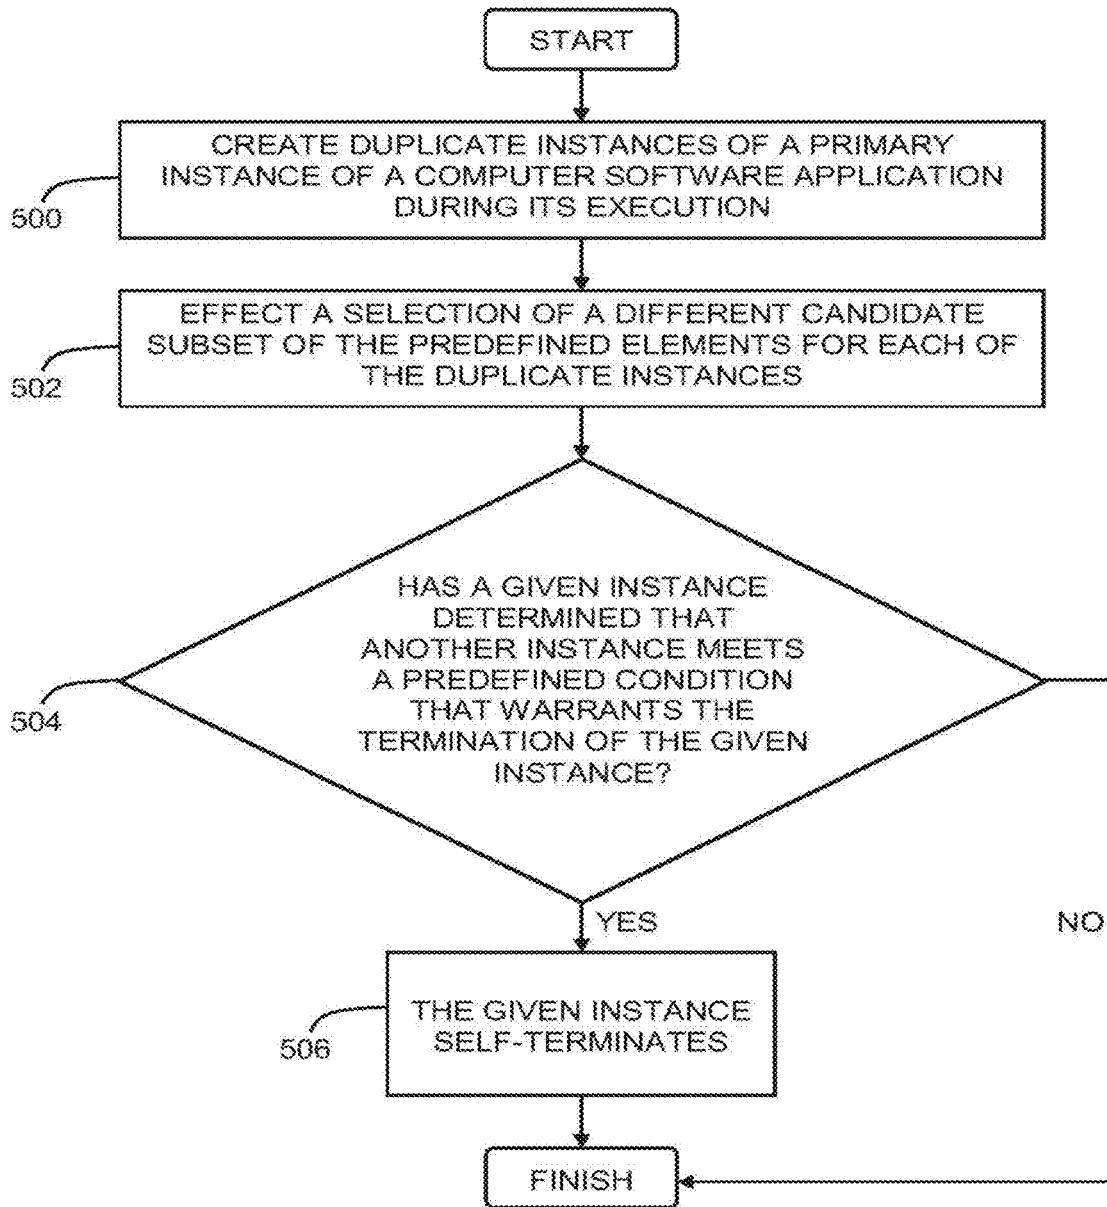 START
CREATE DUPLICATE INSTANCES OF A PRIMARY
INSTANCE OF A COMPUTER SOFTWARE APPLICATION
DURING ITS EXECUTION
500
EFFECT A SELECTION OF A DIFFERENT CANDIDATE
SUBSET OF THE PREDEFINED ELEMENTS FOR EACH OF
THE DUPLICATE INSTANCES
502
HAS A GIVEN INSTANCE
DETERMINED THAT
ANOTHER INSTANCE MEETS
A PREDEFINED CONDITION
THAT WARRANTS THE
TERMINATION OF THE GIVEN
INSTANCE?
504
YES
NO
THE GIVEN INSTANCE
SELF-TERMINATES
506
FINISH